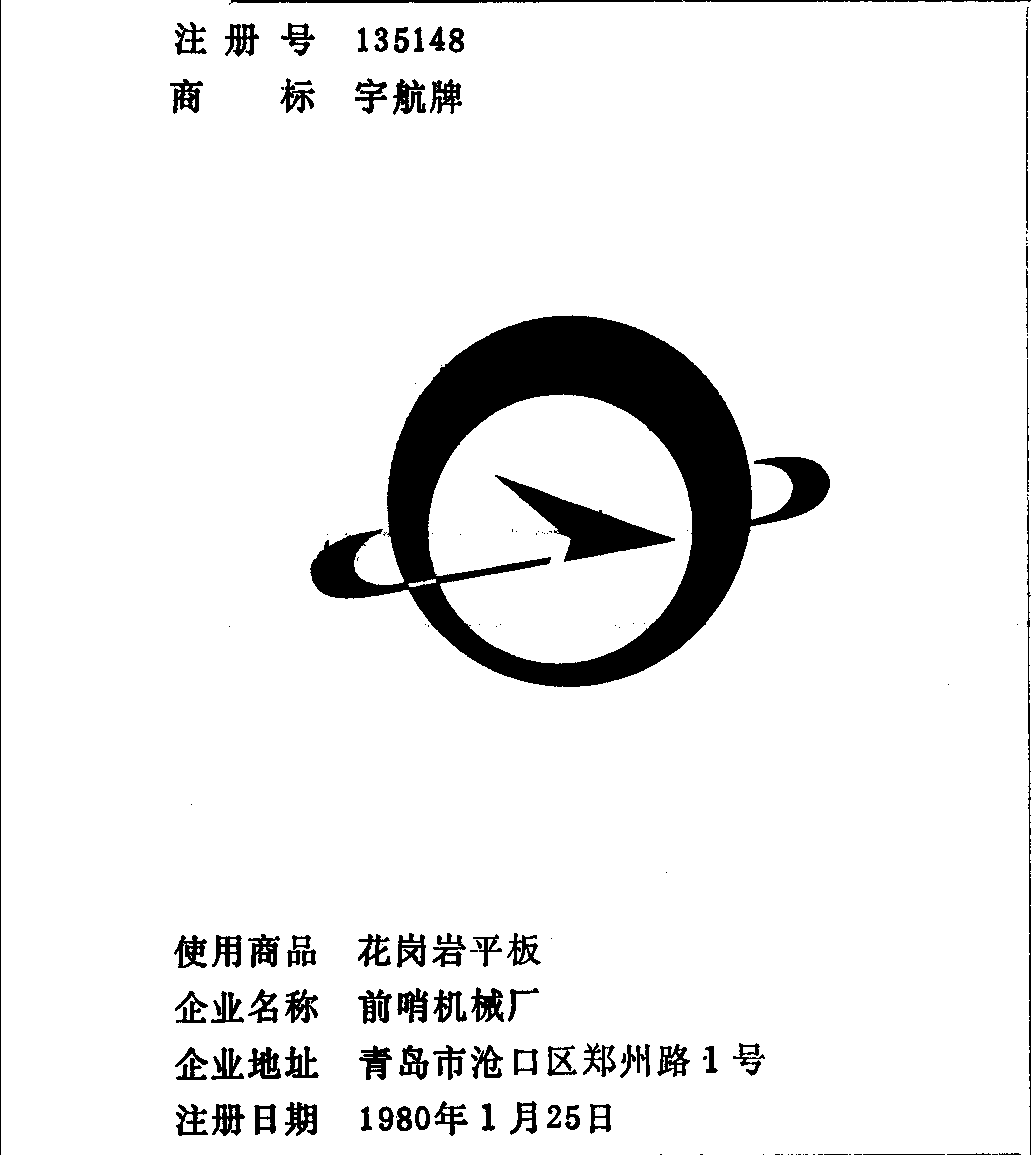 注册号 135148
商标 宇航牌
使用商品 花岗岩平板
企业名称 前哨机械厂
企业地址 青岛市沧口区郑州路1号
注册日期 1980年1月25日